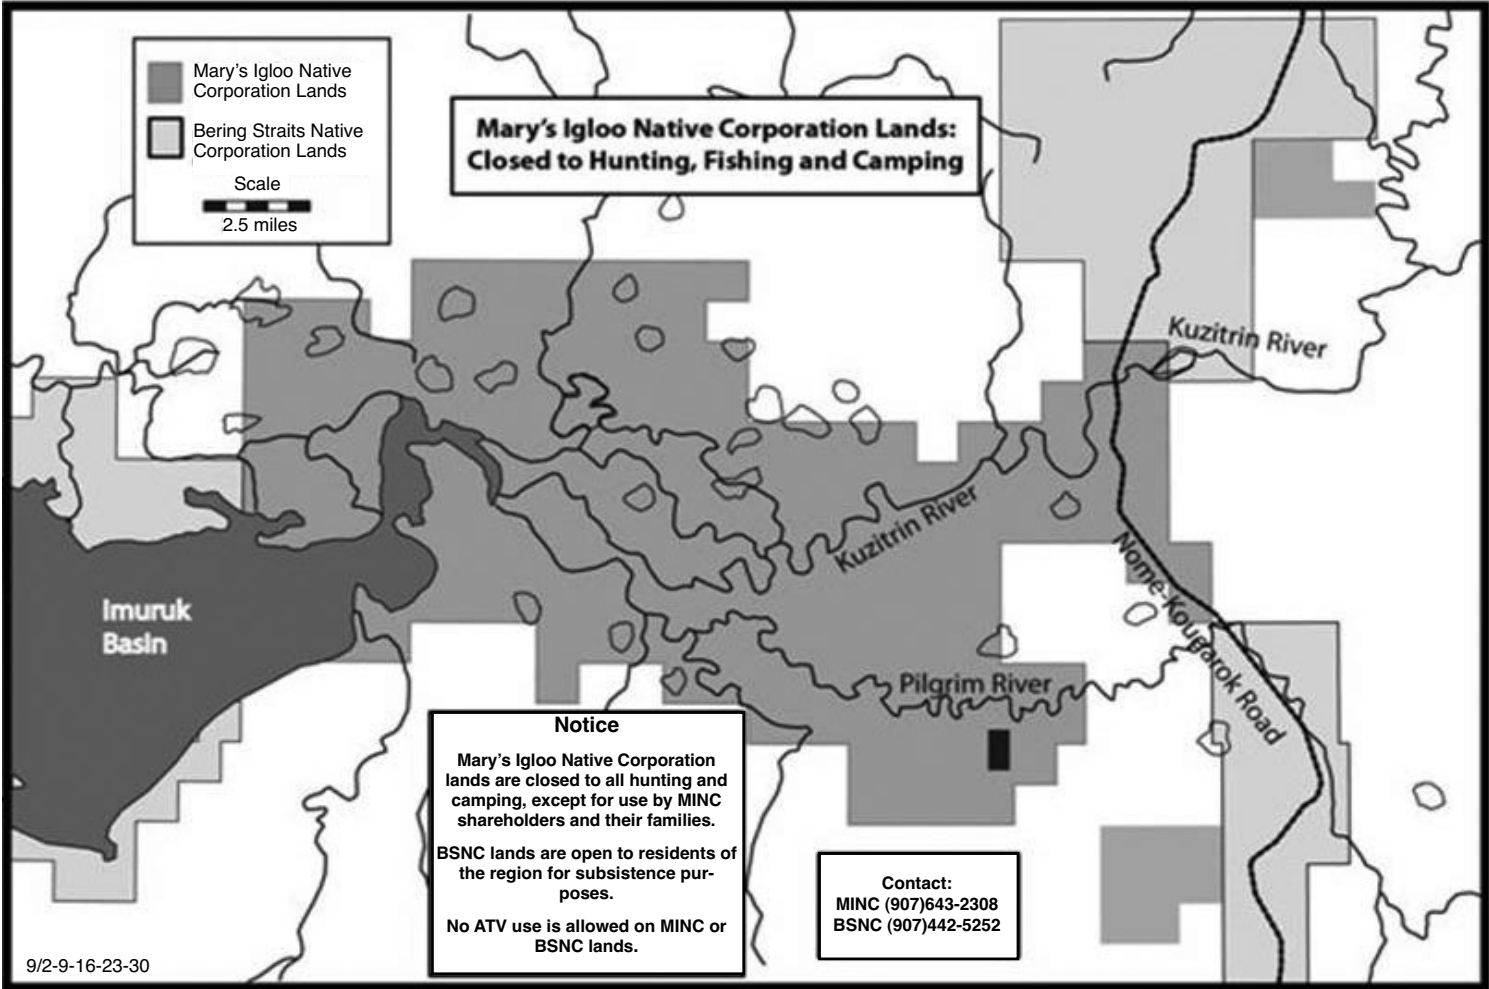 Mary's Igloo Native
Corporation Lands
Bering Straits Native
Corporation Lands
Scale
2.5 miles
Mary's Igloo Native Corporation Lands:
Closed to Hunting, Fishing and Camping
Kuzitrin River
Kuzitrin River
Nome-Kougarok Road
Imuruk
Basin
Pilgrim River
Notice
Mary's Igloo Native Corporation
lands are closed to all hunting and
camping, except for use by MINC
shareholders and their families.
BSNC lands are open to residents of
the region for subsistence pur-
poses.
No ATV use is allowed on MINC or
BSNC lands.
Contact:
MINC (907)643-2308
BSNC (907)442-5252
9/2-9-16-23-30